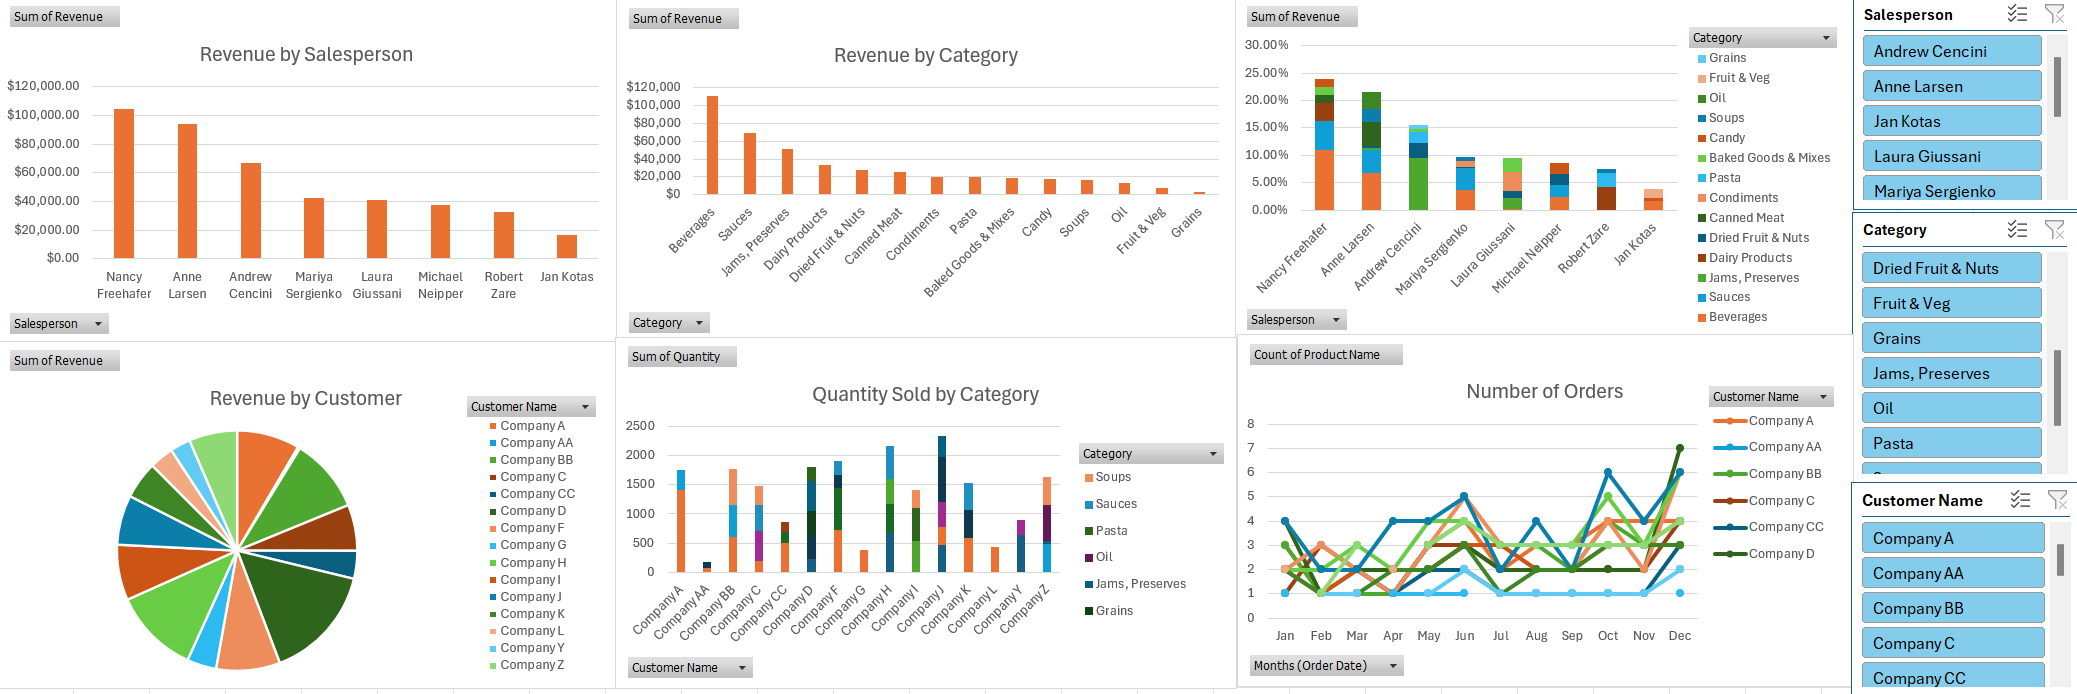 Sum of Revenue
Revenue by Salesperson
$120,000.00
$100,000.00
$80,000.00
$60,000.00
$40,000.00
$20,000.00
$0.00
Nancy Freehafer
Anne Larsen
Andrew Cencini
Mariya Sergienko
Laura Giussani
Michael Neipper
Robert Zare
Jan Kotas
Salesperson
Sum of Revenue
Revenue by Category
$120,000
$100,000
$80,000
$60,000
$40,000
$20,000
$0
Beverages
Sauces
Jams, Preserves
Dairy Products
Dried Fruit & Nuts
Canned Meat
Condiments
Pasta
Baked Goods & Mixes
Candy
Soups
Oil
Fruit & Veg
Grains
Category
Sum of Revenue
30.00%
25.00%
20.00%
15.00%
10.00%
5.00%
0.00%
Nancy Freehafer
Anne Larsen
Andrew Cencini
Mariya Sergienko
Laura Giussani
Michael Neipper
Robert Zare
Jan Kotas
Salesperson
Category
Grains
Fruit & Veg
Oil
Soups
Candy
Baked Goods & Mixes
Pasta
Condiments
Canned Meat
Dried Fruit & Nuts
Dairy Products
Jams, Preserves
Sauces
Beverages
Salesperson
Andrew Cencini
Anne Larsen
Jan Kotas
Laura Giussani
Mariya Sergienko
Category
Dried Fruit & Nuts
Fruit & Veg
Grains
Jams, Preserves
Oil
Pasta
Customer Name
Company A
Company AA
Company BB
Company C
Company CC
Sum of Revenue
Revenue by Customer
Customer Name
Company A
Company AA
Company BB
Company C
Company CC
Company D
Company F
Company G
Company H
Company I
Company J
Company K
Company L
Company Y
Company Z
Sum of Quantity
Quantity Sold by Category
2500
2000
1500
1000
500
0
Company A
Company AA
Company BB
Company C
Company CC
Company D
Company F
Company G
Company H
Company I
Company J
Company K
Company L
Company Y
Company Z
Customer Name
Category
Soups
Sauces
Pasta
Oil
Jams, Preserves
Grains
Count of Product Name
Number of Orders
8
7
6
5
4
3
2
1
0
Jan Feb Mar Apr May Jun Jul Aug Sep Oct Nov Dec
Months (Order Date)
Customer Name
Company A
Company AA
Company BB
Company C
Company CC
Company D